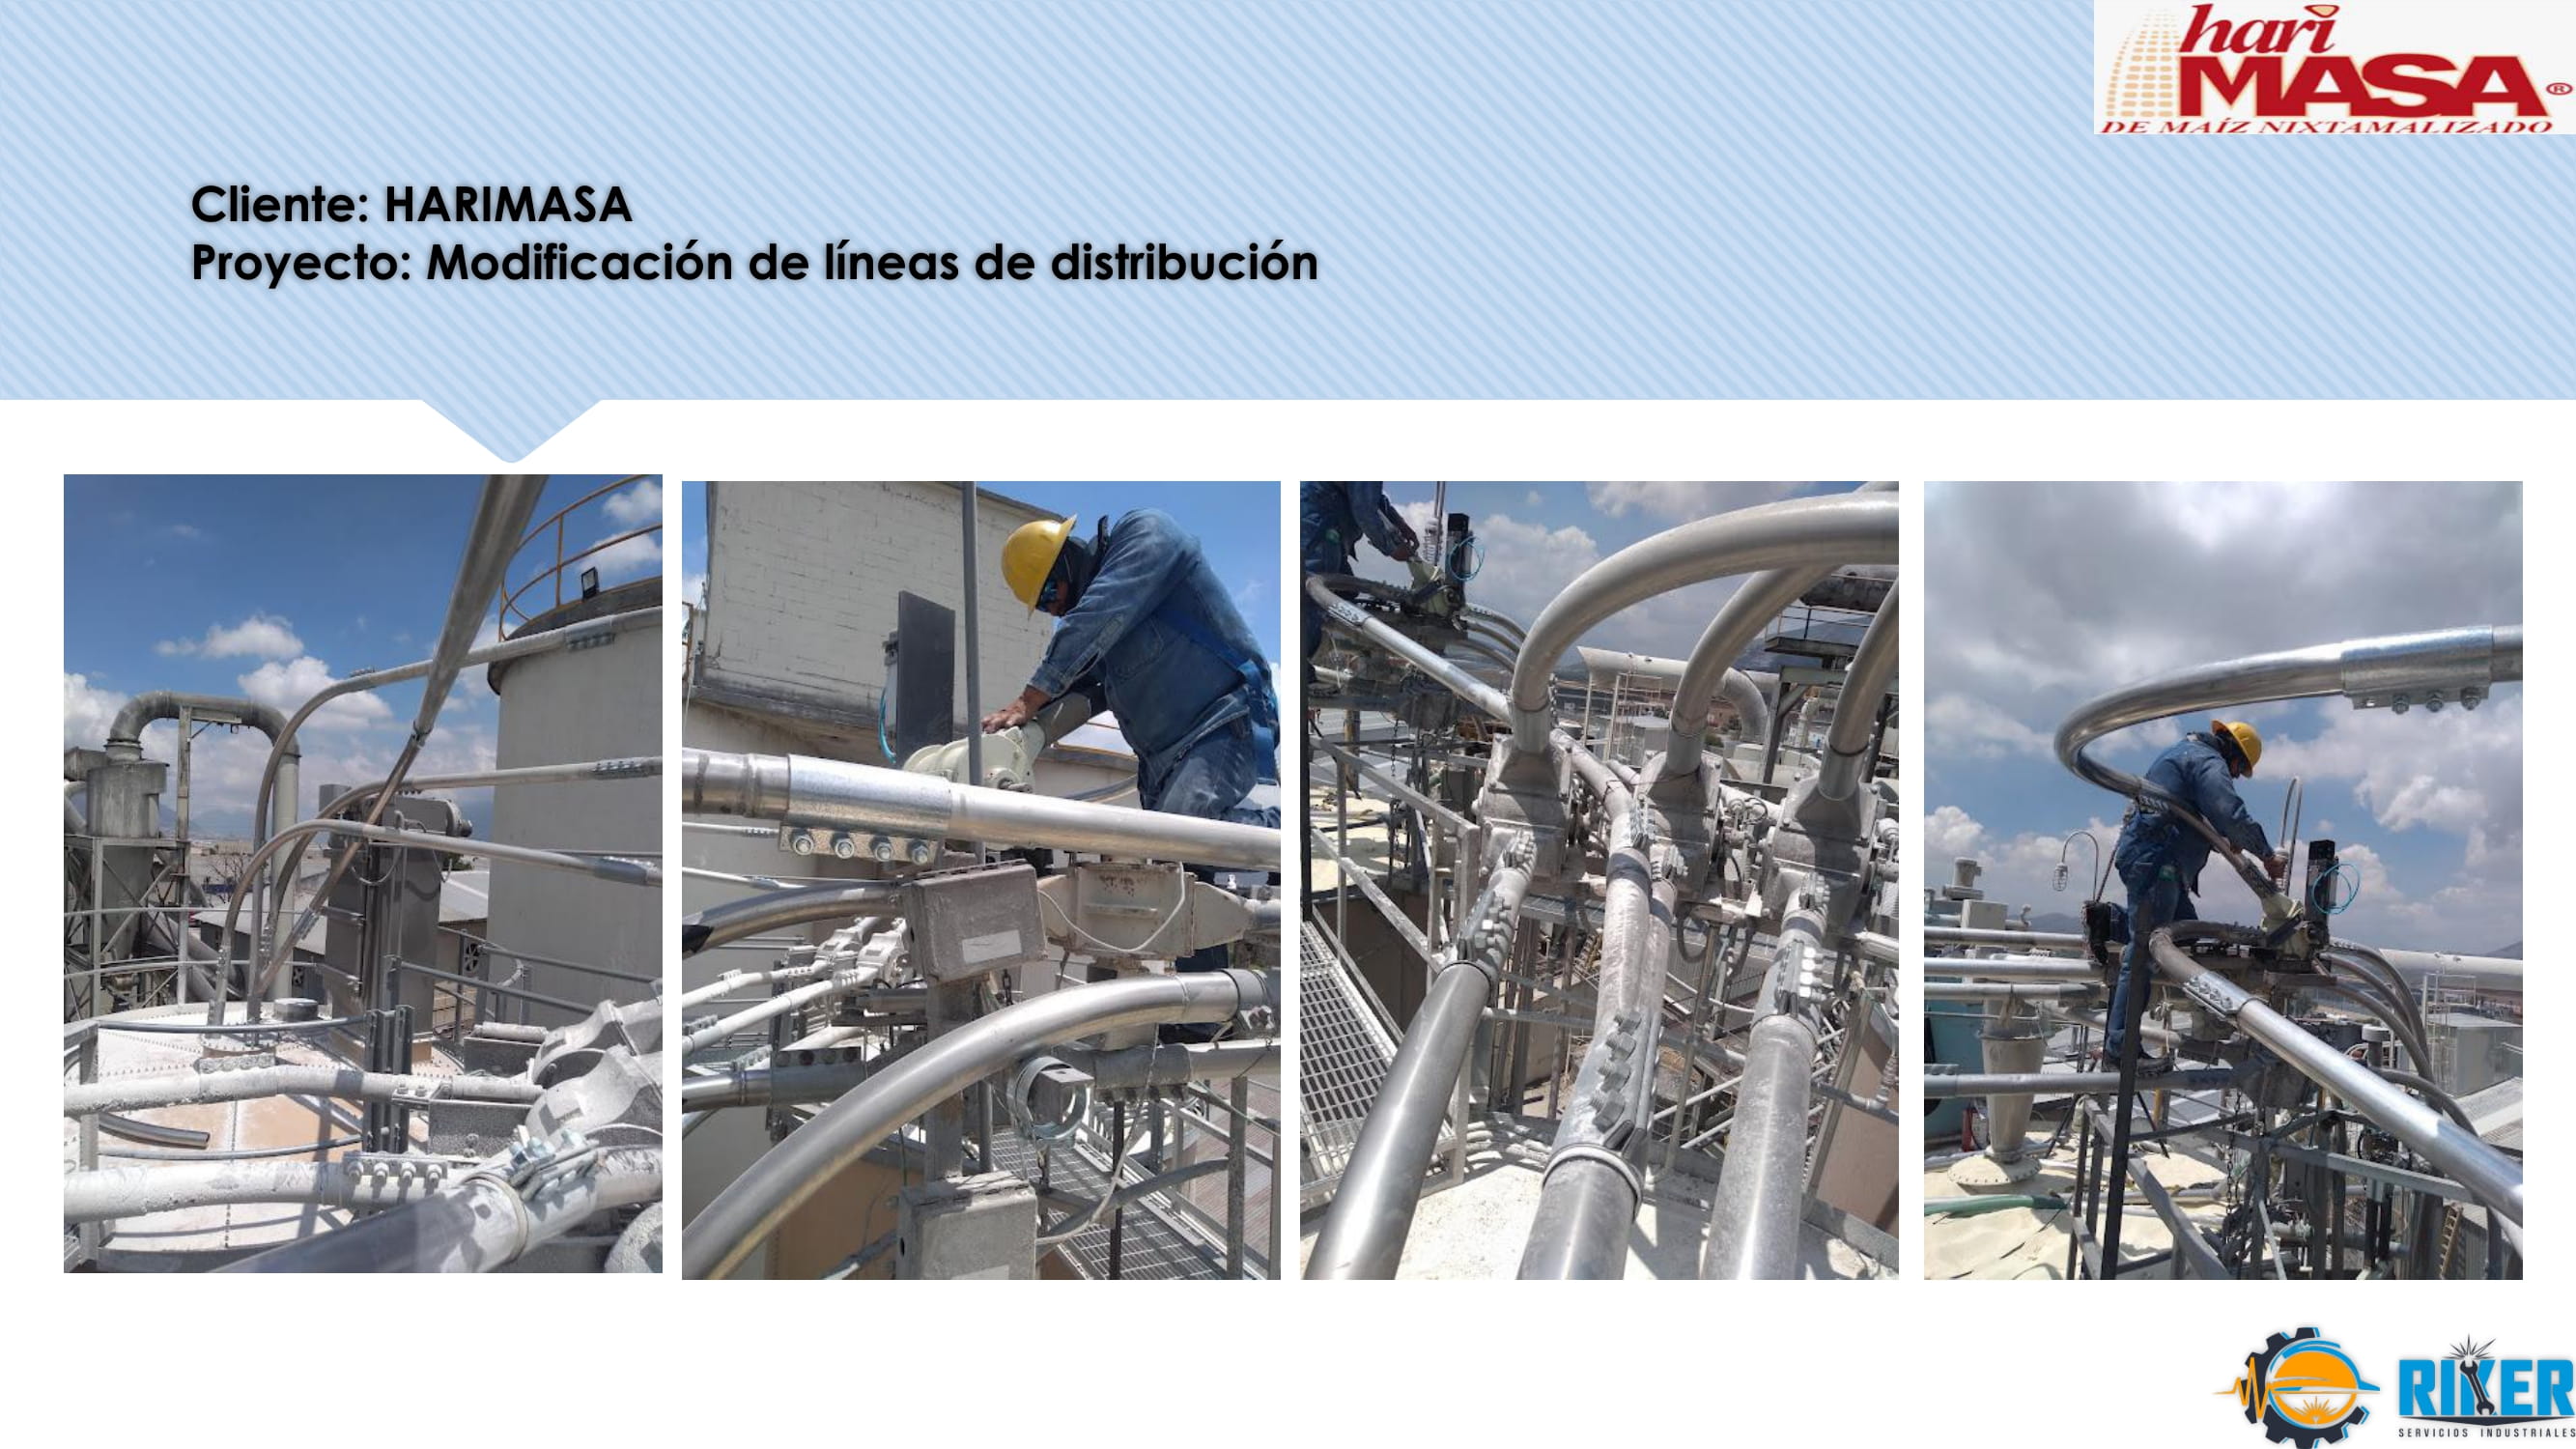 hari
MASA®
DE MAÍZ NIXTAMALIZADO
Cliente: HARIMASA
Proyecto: Modificación de líneas de distribución
RIKER
SERVICIOS INDUSTRIALES